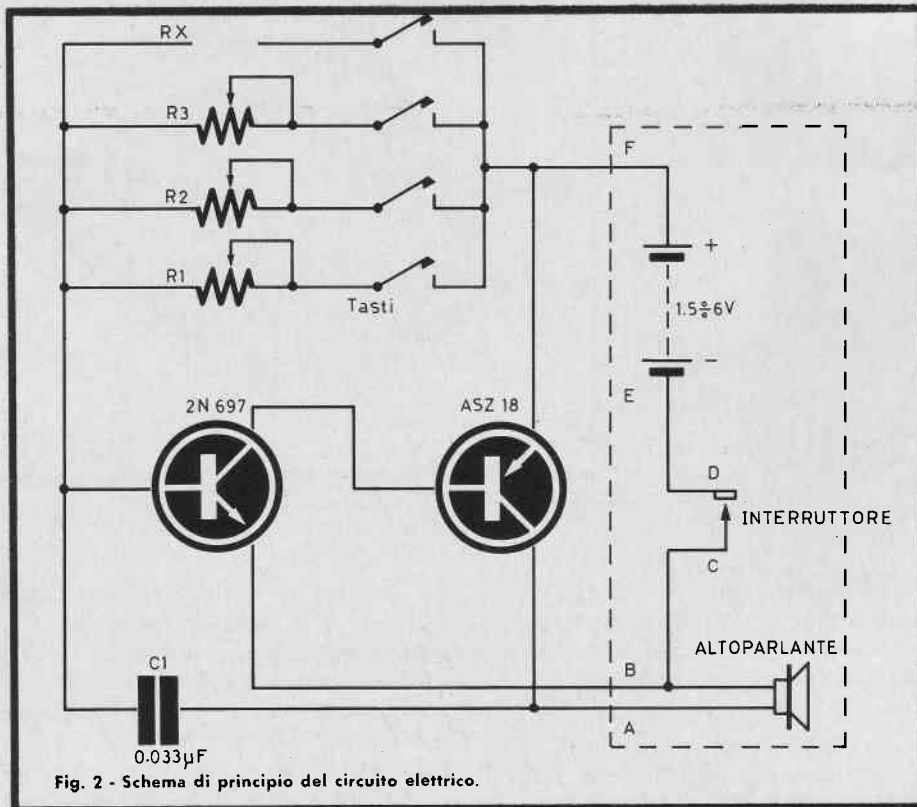 RX
R3
R2
R1
Tasti
F
+
1.5÷6V
−
E
2N 697
ASZ 18
D
INTERRUTTORE
C
ALTOPARLANTE
B
A
C1
0.033µF
Fig. 2 - Schema di principio del circuito elettrico.